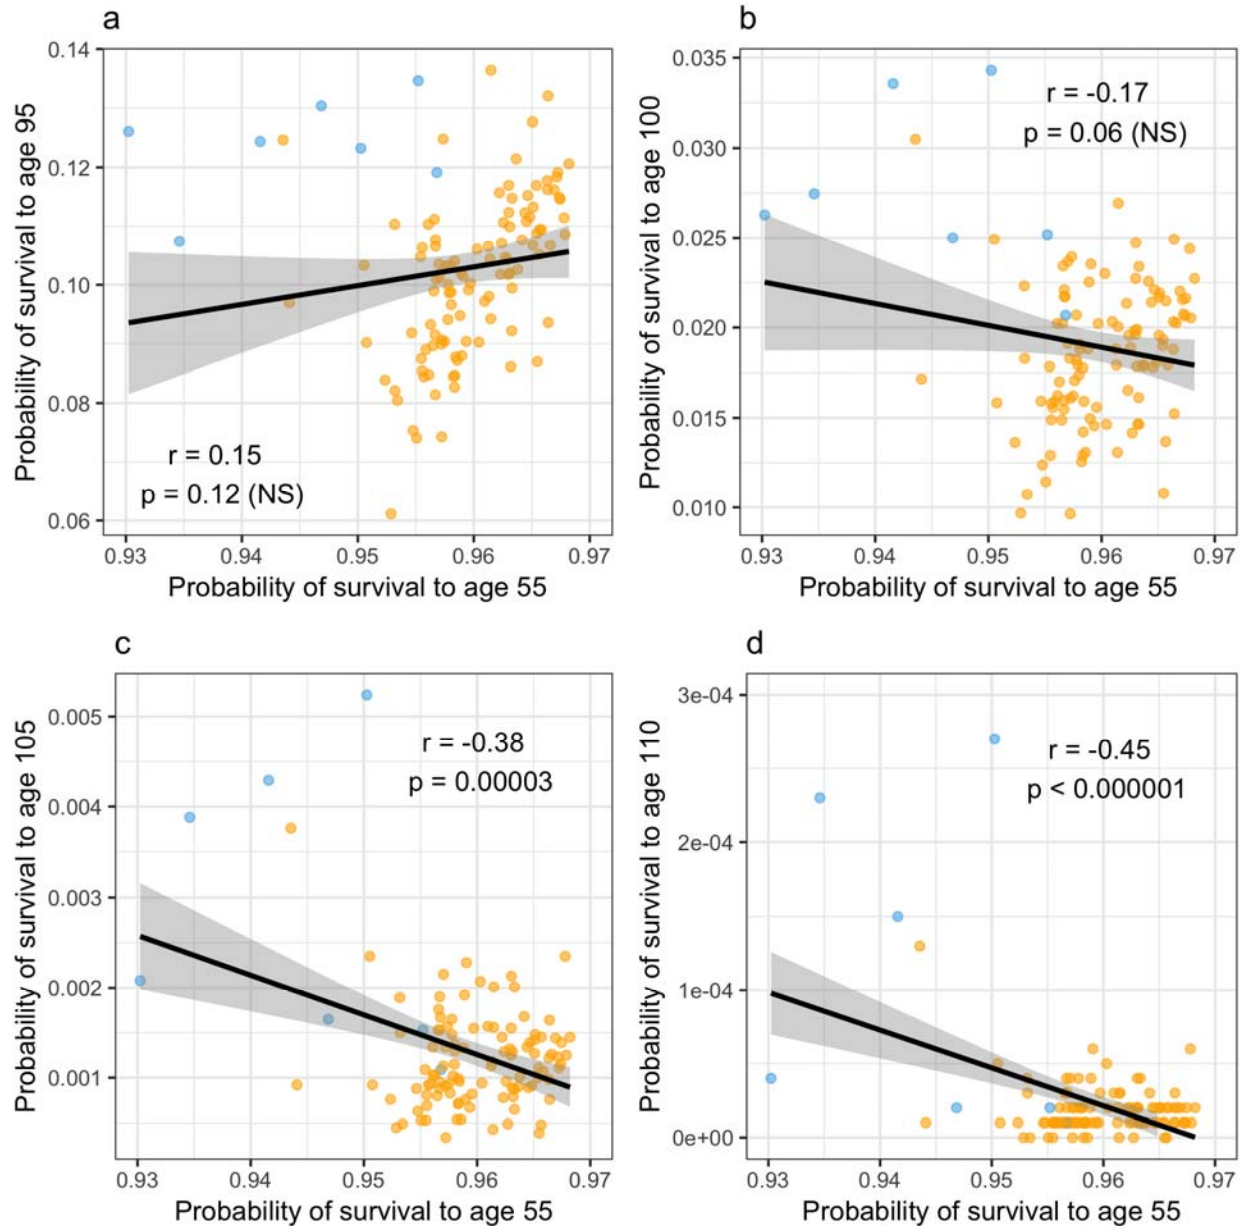 a
0.14
0.12
0.10
0.08
0.06
Probability of survival to age 95
r = 0.15
p = 0.12 (NS)
0.93 0.94 0.95 0.96 0.97
Probability of survival to age 55
b
0.035
0.030
0.025
0.020
0.015
0.010
Probability of survival to age 100
r = -0.17
p = 0.06 (NS)
0.93 0.94 0.95 0.96 0.97
Probability of survival to age 55
c
0.005
0.004
0.003
0.002
0.001
Probability of survival to age 105
r = -0.38
p = 0.00003
0.93 0.94 0.95 0.96 0.97
Probability of survival to age 55
d
3e-04
2e-04
1e-04
0e+00
Probability of survival to age 110
r = -0.45
p < 0.000001
0.93 0.94 0.95 0.96 0.97
Probability of survival to age 55